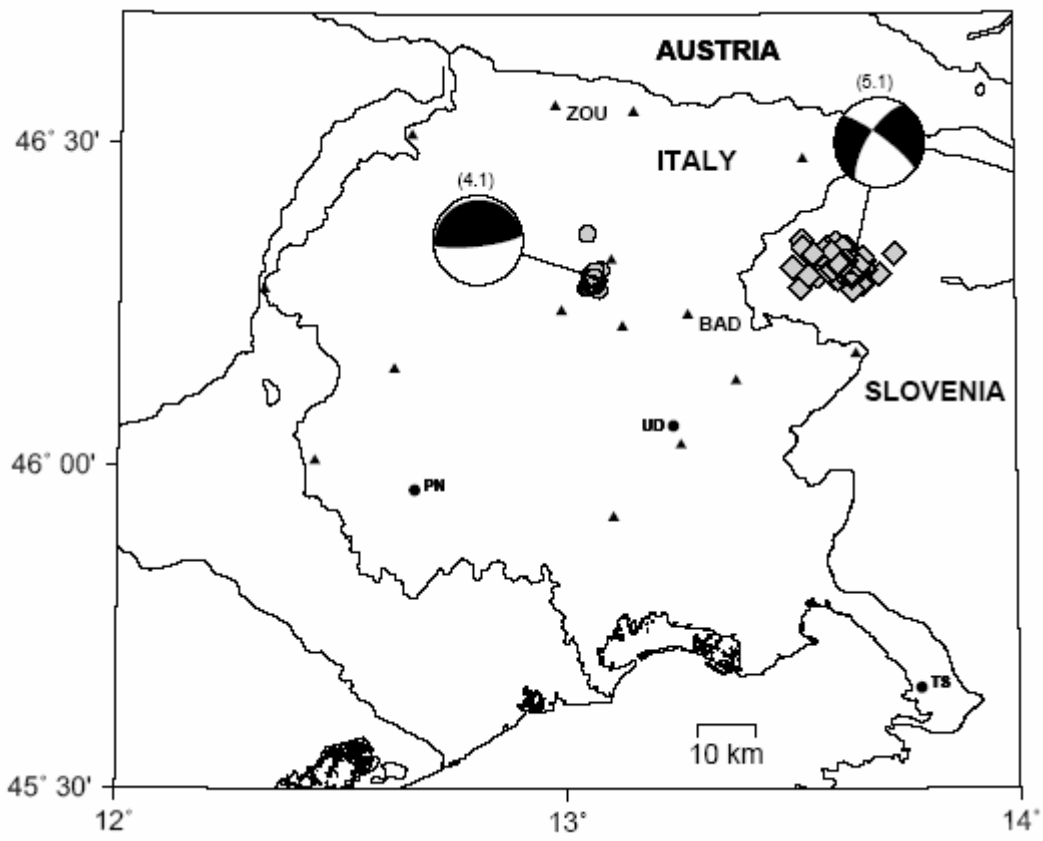 AUSTRIA
(5.1)
ZOU
46° 30'
ITALY
(4.1)
BAD
SLOVENIA
UD
46° 00'
PN
TS
10 km
45° 30'
12°
13°
14°